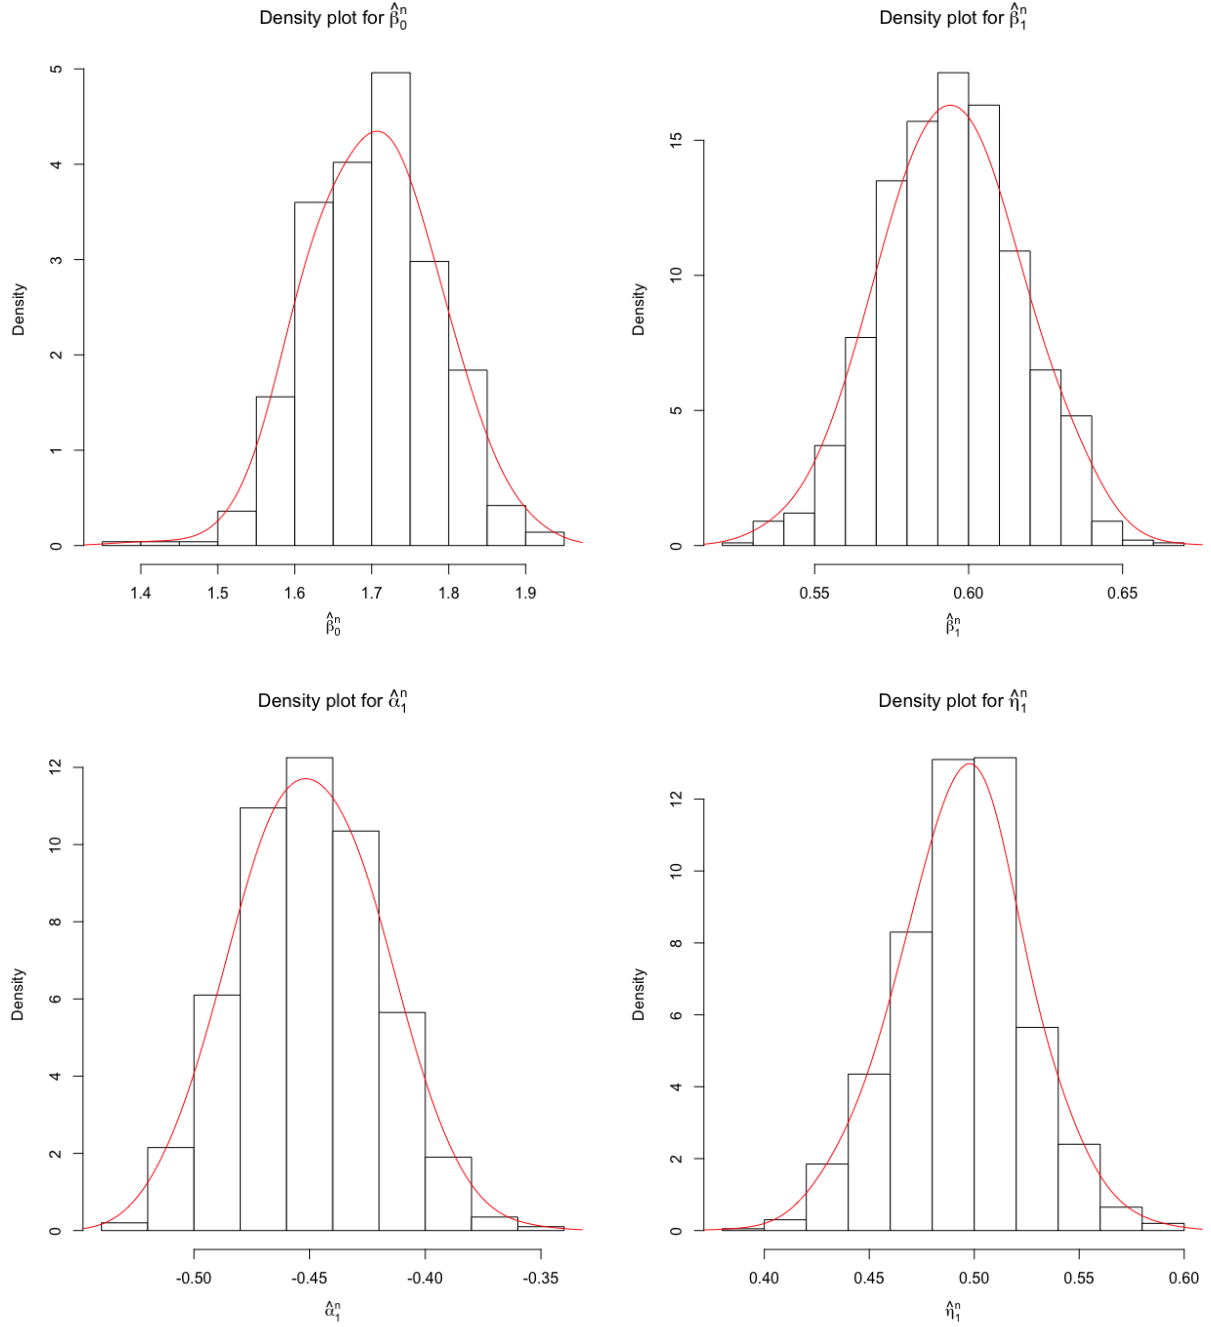 Density plot for β̂₀ⁿ
Density
0 1 2 3 4 5
1.4 1.5 1.6 1.7 1.8 1.9
β̂₀ⁿ
Density plot for β̂₁ⁿ
Density
0 5 10 15
0.55 0.60 0.65
β̂₁ⁿ
Density plot for α̂₁ⁿ
Density
0 2 4 6 8 10 12
-0.50 -0.45 -0.40 -0.35
α̂₁ⁿ
Density plot for η̂₁ⁿ
Density
0 2 4 6 8 10 12
0.40 0.45 0.50 0.55 0.60
η̂₁ⁿ